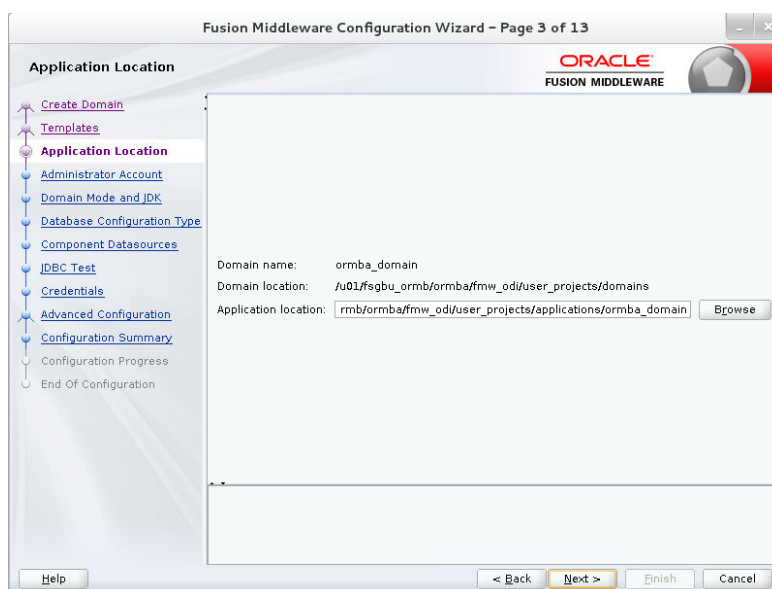 Fusion Middleware Configuration Wizard - Page 3 of 13
Application Location
ORACLE
FUSION MIDDLEWARE
Create Domain
Templates
Application Location
Administrator Account
Domain Mode and JDK
Database Configuration Type
Component Datasources
JDBC Test
Credentials
Advanced Configuration
Configuration Summary
Configuration Progress
End Of Configuration
Domain name: ormba_domain
Domain location: /u01/fsgbu_ormb/ormba/fmw_odi/user_projects/domains
Application location: rmb/ormba/fmw_odi/user_projects/applications/ormba_domain Browse
Help < Back Next > Finish Cancel